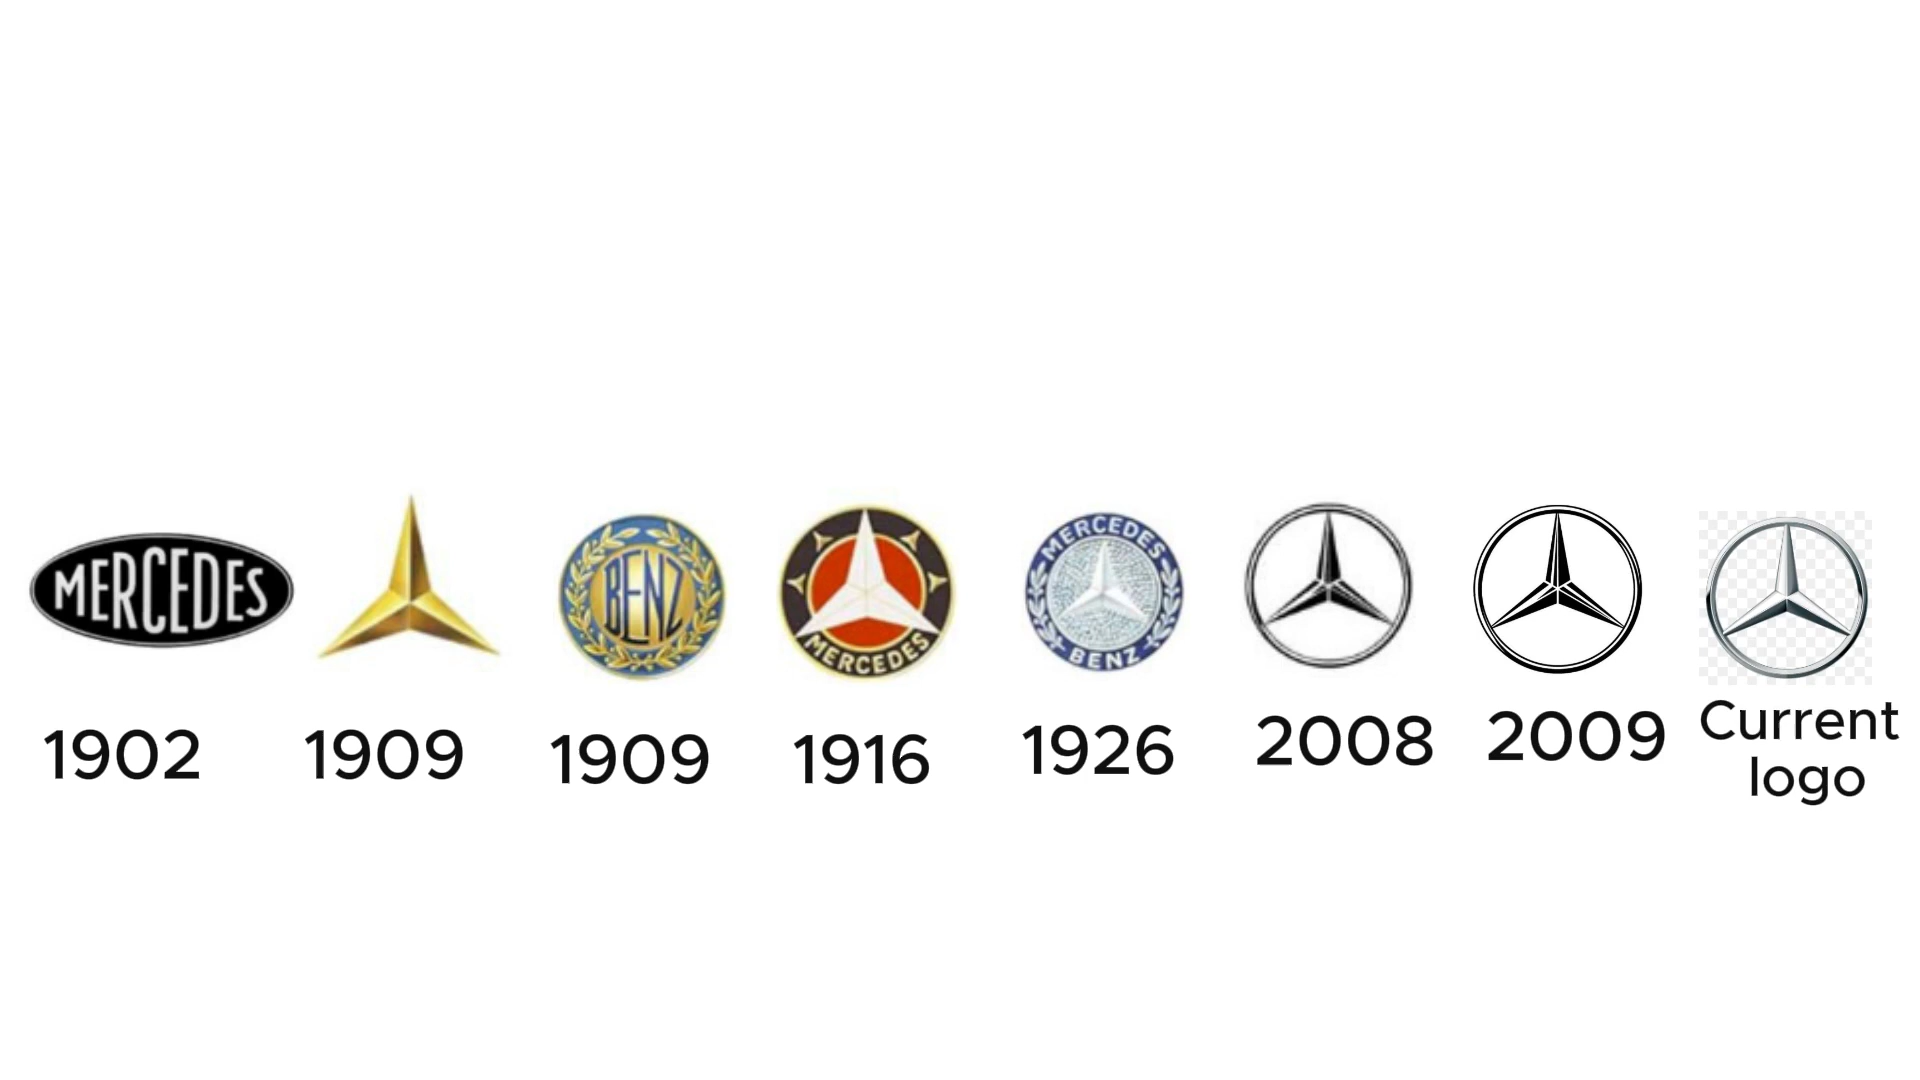 MERCEDES
BENZ
MERCEDES
MERCEDES
BENZ
1902
1909
1909
1916
1926
2008
2009
Current
logo